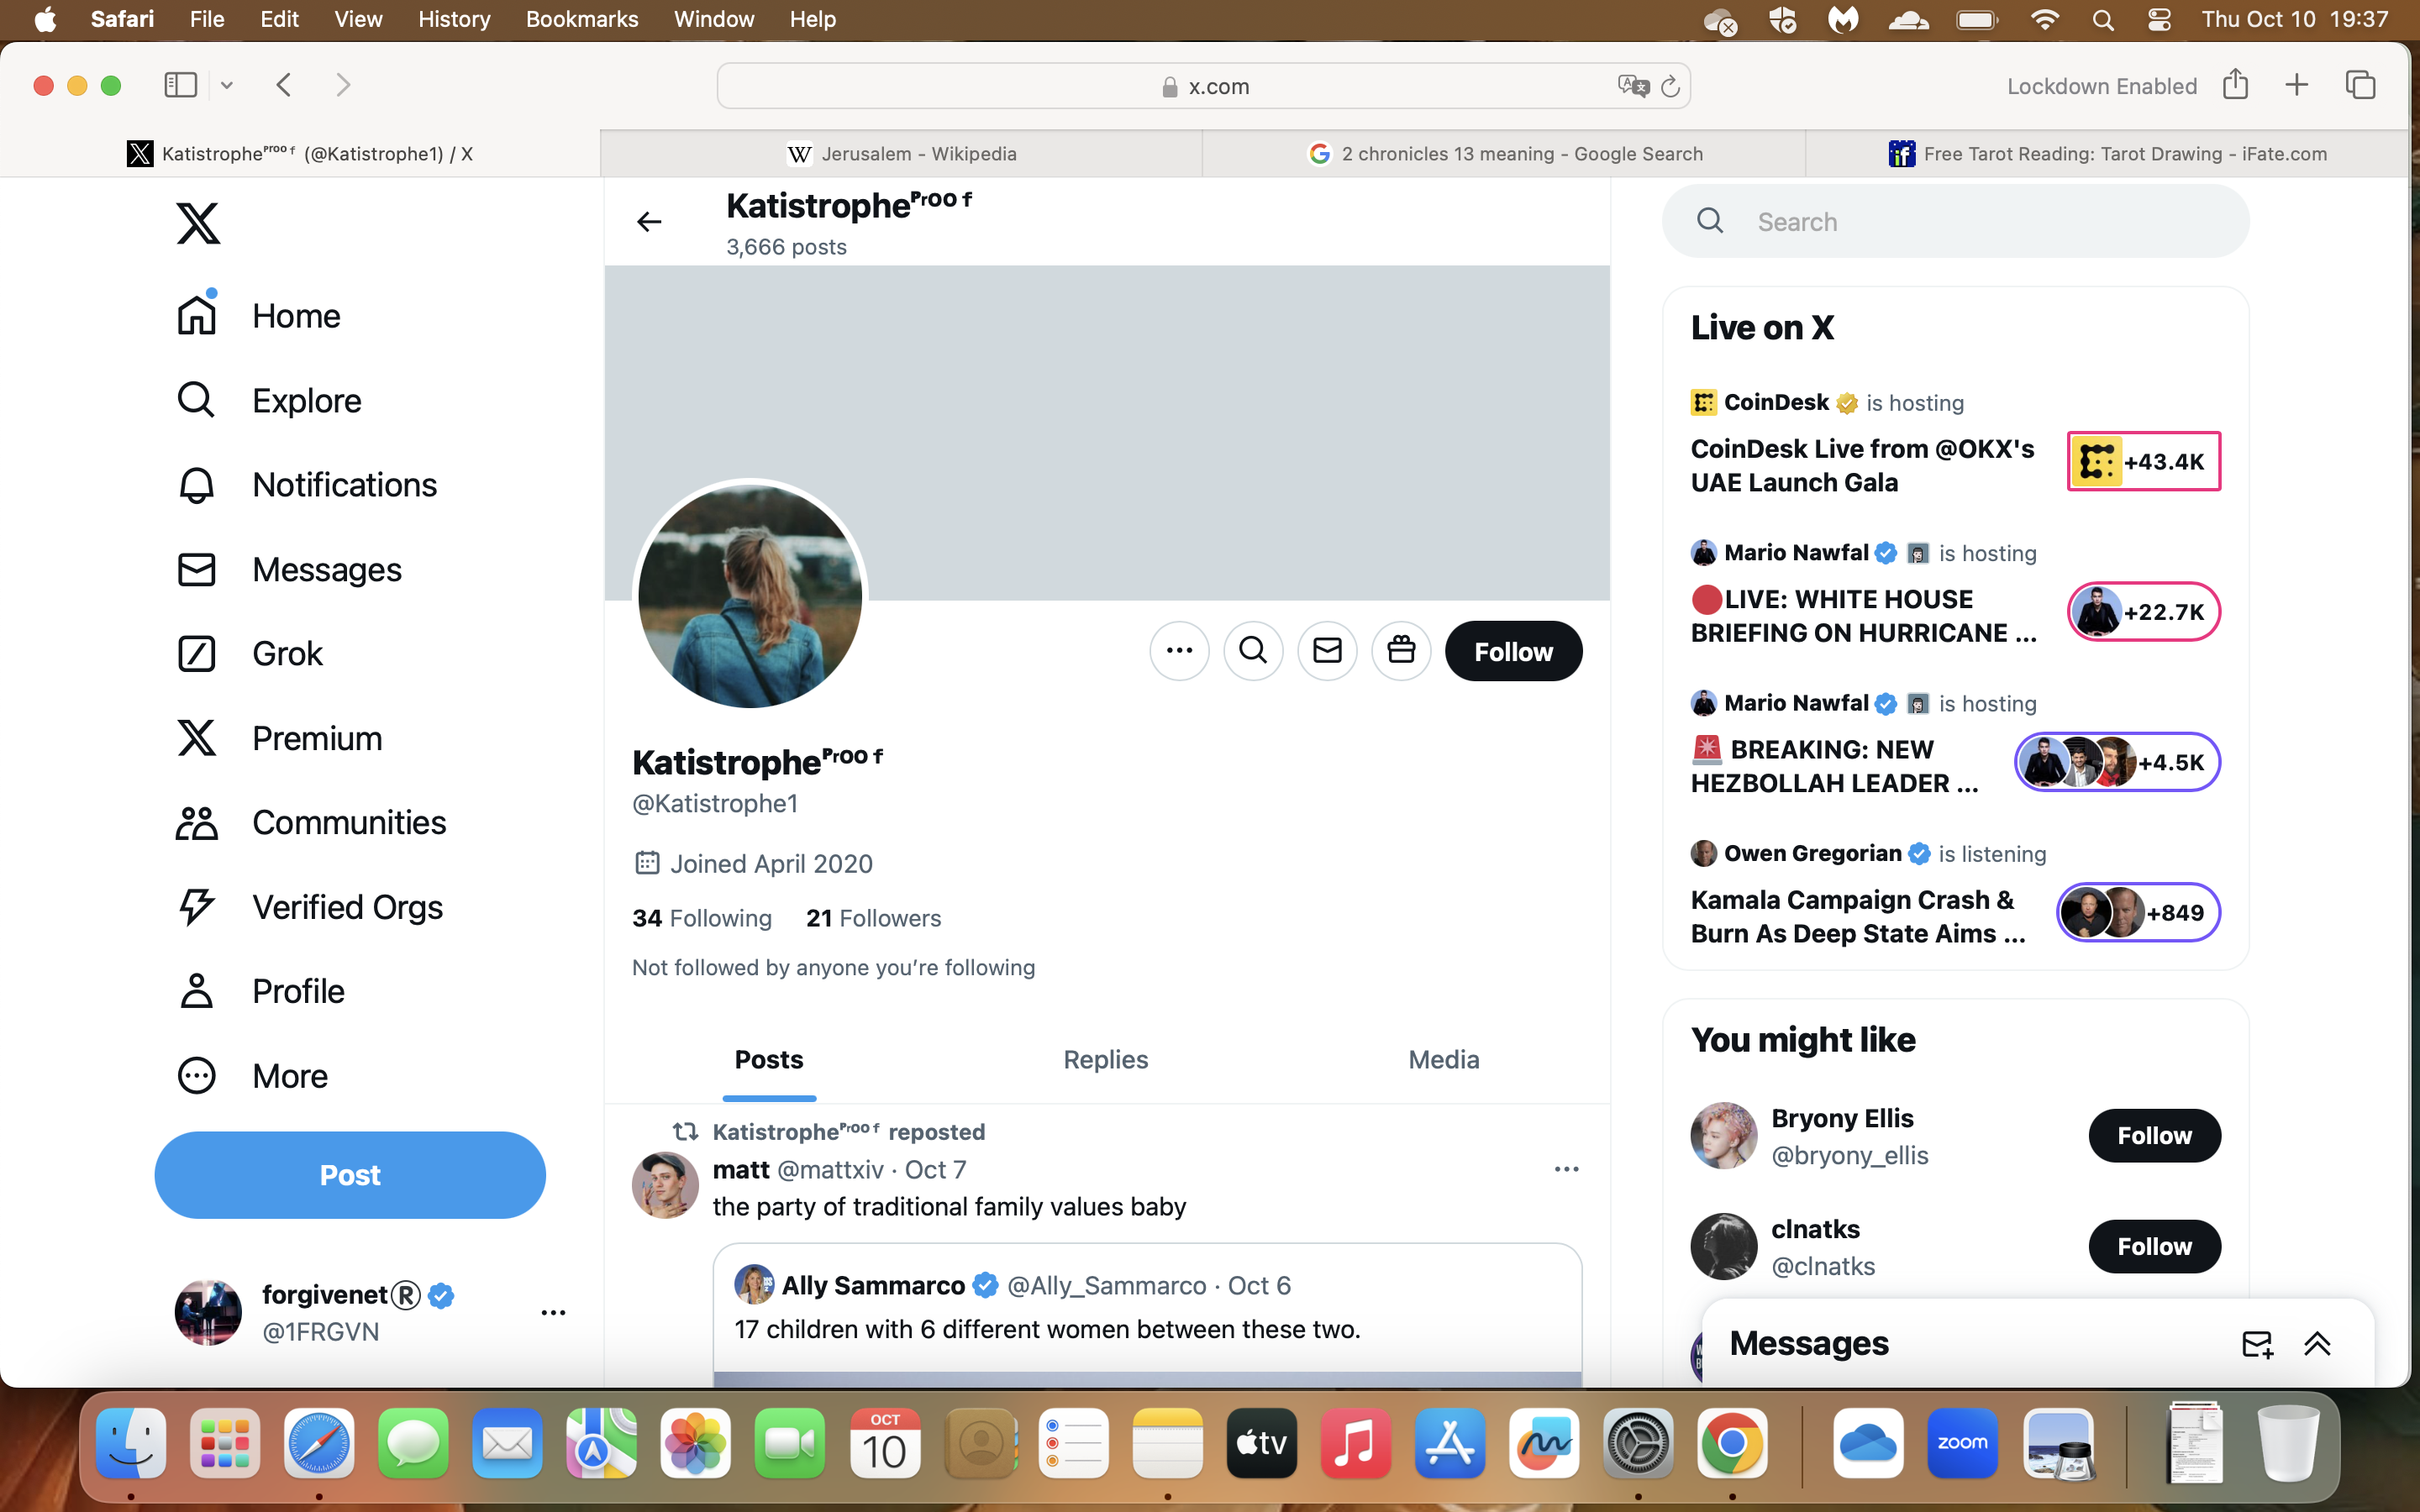 Safari File Edit View History Bookmarks Window Help Thu Oct 10 19:37
x.com
Lockdown Enabled
Katistropheᴾʳᵒᵒᶠ (@Katistrophe1) / X
Jerusalem - Wikipedia
2 chronicles 13 meaning - Google Search
Free Tarot Reading: Tarot Drawing - iFate.com
Home
Explore
Notifications
Messages
Grok
Premium
Communities
Verified Orgs
Profile
More
Post
forgivenet®
@1FRGVN
Katistropheᴾʳᵒᵒᶠ
3,666 posts
Follow
Katistropheᴾʳᵒᵒᶠ
@Katistrophe1
Joined April 2020
34 Following 21 Followers
Not followed by anyone you’re following
Posts Replies Media
Katistropheᴾʳᵒᵒᶠ reposted
matt @mattxiv · Oct 7
the party of traditional family values baby
Ally Sammarco @Ally_Sammarco · Oct 6
17 children with 6 different women between these two.
Search
Live on X
CoinDesk is hosting
CoinDesk Live from @OKX's
UAE Launch Gala
+43.4K
Mario Nawfal is hosting
🔴LIVE: WHITE HOUSE
BRIEFING ON HURRICANE ...
+22.7K
Mario Nawfal is hosting
🚨 BREAKING: NEW
HEZBOLLAH LEADER ...
+4.5K
Owen Gregorian is listening
Kamala Campaign Crash &
Burn As Deep State Aims ...
+849
You might like
Bryony Ellis
@bryony_ellis
Follow
clnatks
@clnatks
Follow
Messages
OCT
10
tv
zoom